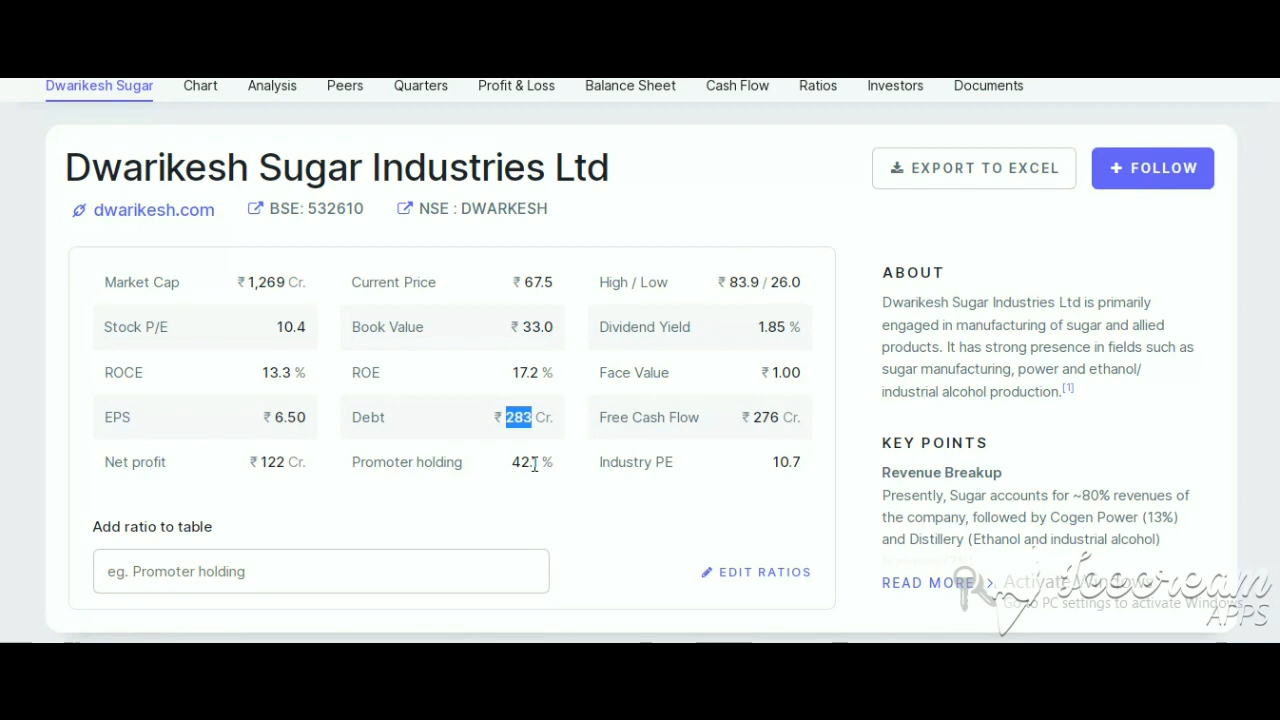 Dwarikesh Sugar Chart Analysis Peers Quarters Profit & Loss Balance Sheet Cash Flow Ratios Investors Documents
Dwarikesh Sugar Industries Ltd
EXPORT TO EXCEL
FOLLOW
dwarikesh.com BSE: 532610 NSE : DWARKESH
Market Cap ₹ 1,269 Cr. Current Price ₹ 67.5 High / Low ₹ 83.9 / 26.0
Stock P/E 10.4 Book Value ₹ 33.0 Dividend Yield 1.85 %
ROCE 13.3 % ROE 17.2 % Face Value ₹ 1.00
EPS ₹ 6.50 Debt ₹ 283 Cr. Free Cash Flow ₹ 276 Cr.
Net profit ₹ 122 Cr. Promoter holding % Industry PE 10.7
Add ratio to table
eg. Promoter holding
EDIT RATIOS
ABOUT
Dwarikesh Sugar Industries Ltd is primarily
engaged in manufacturing of sugar and allied
products. It has strong presence in fields such as
sugar manufacturing, power and ethanol/
industrial alcohol production.[1]
KEY POINTS
Revenue Breakup
Presently, Sugar accounts for ~80% revenues of
the company, followed by Cogen Power (13%)
and Distillery (Ethanol and industrial alcohol)
READ MORE
Activate Windows
Go to PC settings to activate Windows.
Icecream
APPS